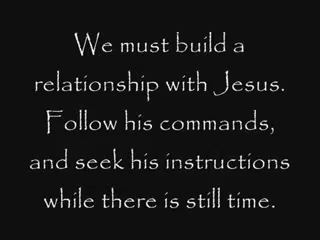 We must build a
relationship with Jesus.
Follow his commands,
and seek his instructions
while there is still time.